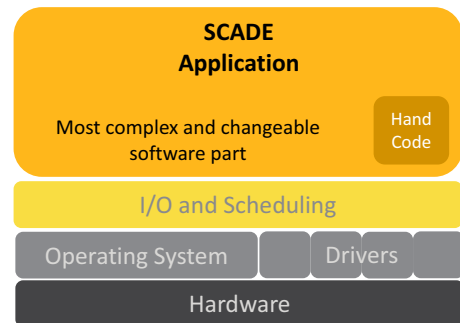 SCADE
Application
Most complex and changeable
software part
Hand
Code
I/O and Scheduling
Operating System
Drivers
Hardware